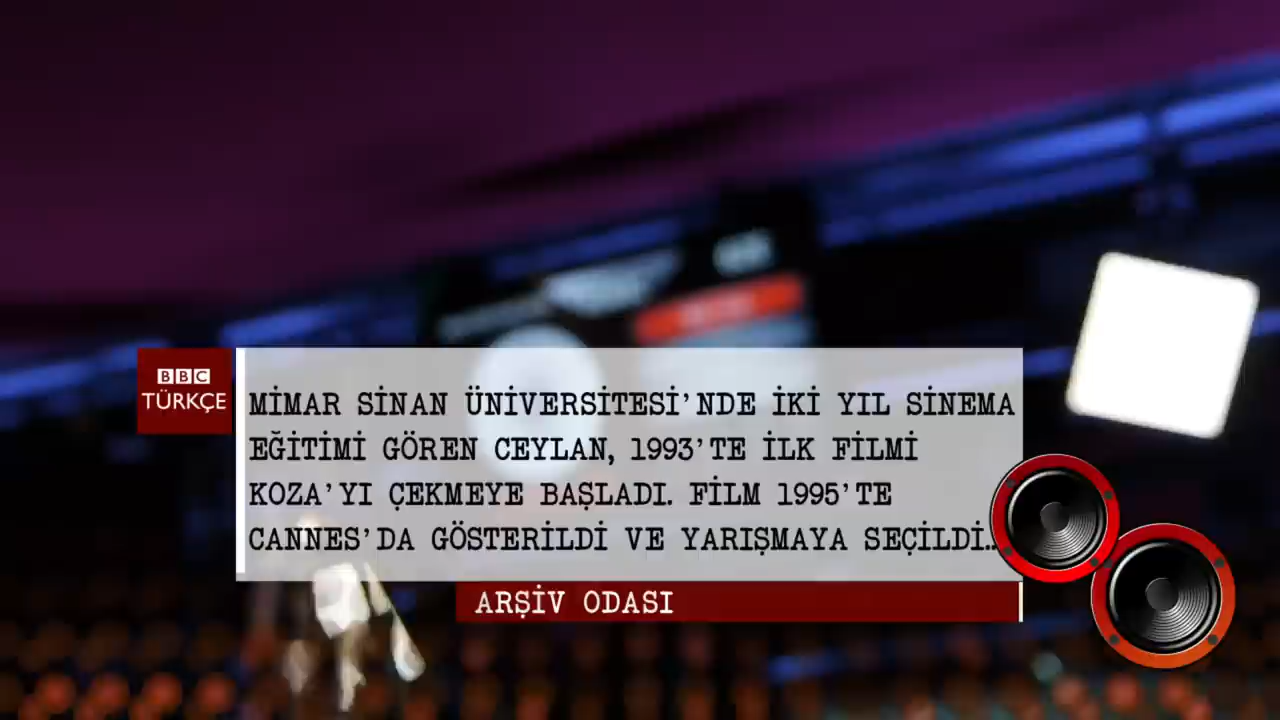 BBC
TÜRKÇE
MİMAR SİNAN ÜNİVERSİTESİ'NDE İKİ YIL SİNEMA
EĞİTİMİ GÖREN CEYLAN, 1993'TE İLK FİLMİ
KOZA'YI ÇEKMEYE BAŞLADI. FİLM 1995'TE
CANNES'DA GÖSTERİLDİ VE YARIŞMAYA SEÇİLDİ..
ARŞİV ODASI